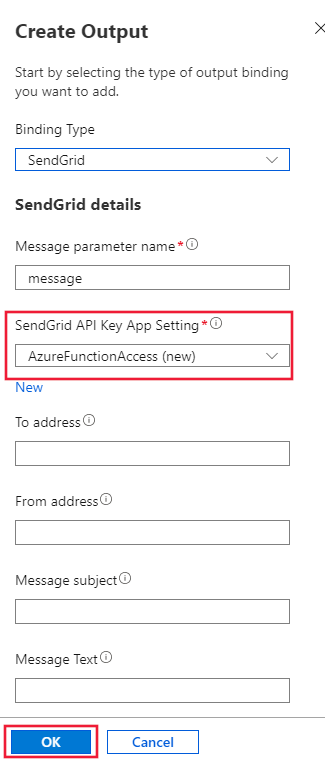 Create Output
Start by selecting the type of output binding
you want to add.
Binding Type
SendGrid
SendGrid details
Message parameter name*
message
SendGrid API Key App Setting*
AzureFunctionAccess (new)
New
To address
From address
Message subject
Message Text
OK
Cancel